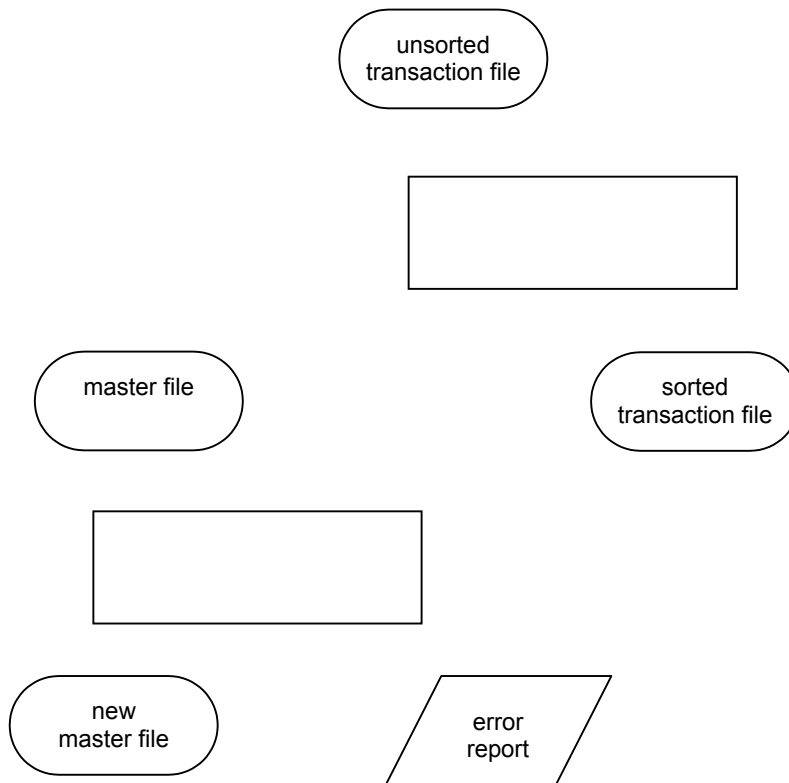 unsorted
transaction file
master file
sorted
transaction file
new
master file
error
report